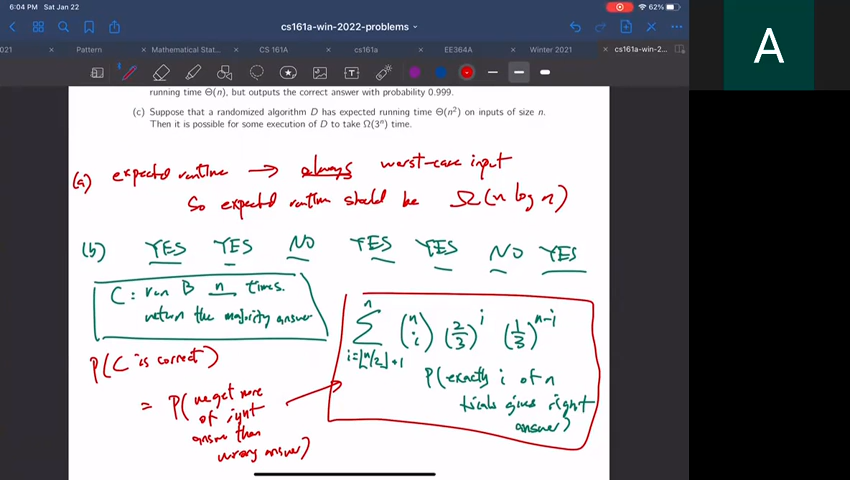 6:04 PM Sat Jan 22
62%
cs161a-win-2022-problems
2021
Pattern
Mathematical Stat...
CS 161A
cs161a
EE364A
Winter 2021
cs161a-win-2...
A
running time Θ(n), but outputs the correct answer with probability 0.999.
(c) Suppose that a randomized algorithm D has expected running time Θ(n²) on inputs of size n.
Then it is possible for some execution of D to take Ω(3ⁿ) time.
(a) expected runtime → always worst-case input
So expected runtime should be Ω(n log n)
(b) YES YES NO YES YES NO YES
C: run B n times.
return the majority answer
P(C is correct)
= P(we get more
of right
answer than
wrong answer)
∑_{i=⌊n/2⌋+1}^{n} (n i) (2/3)^i (1/3)^{n-i}
P(exactly i of n
trials gives right
answer)